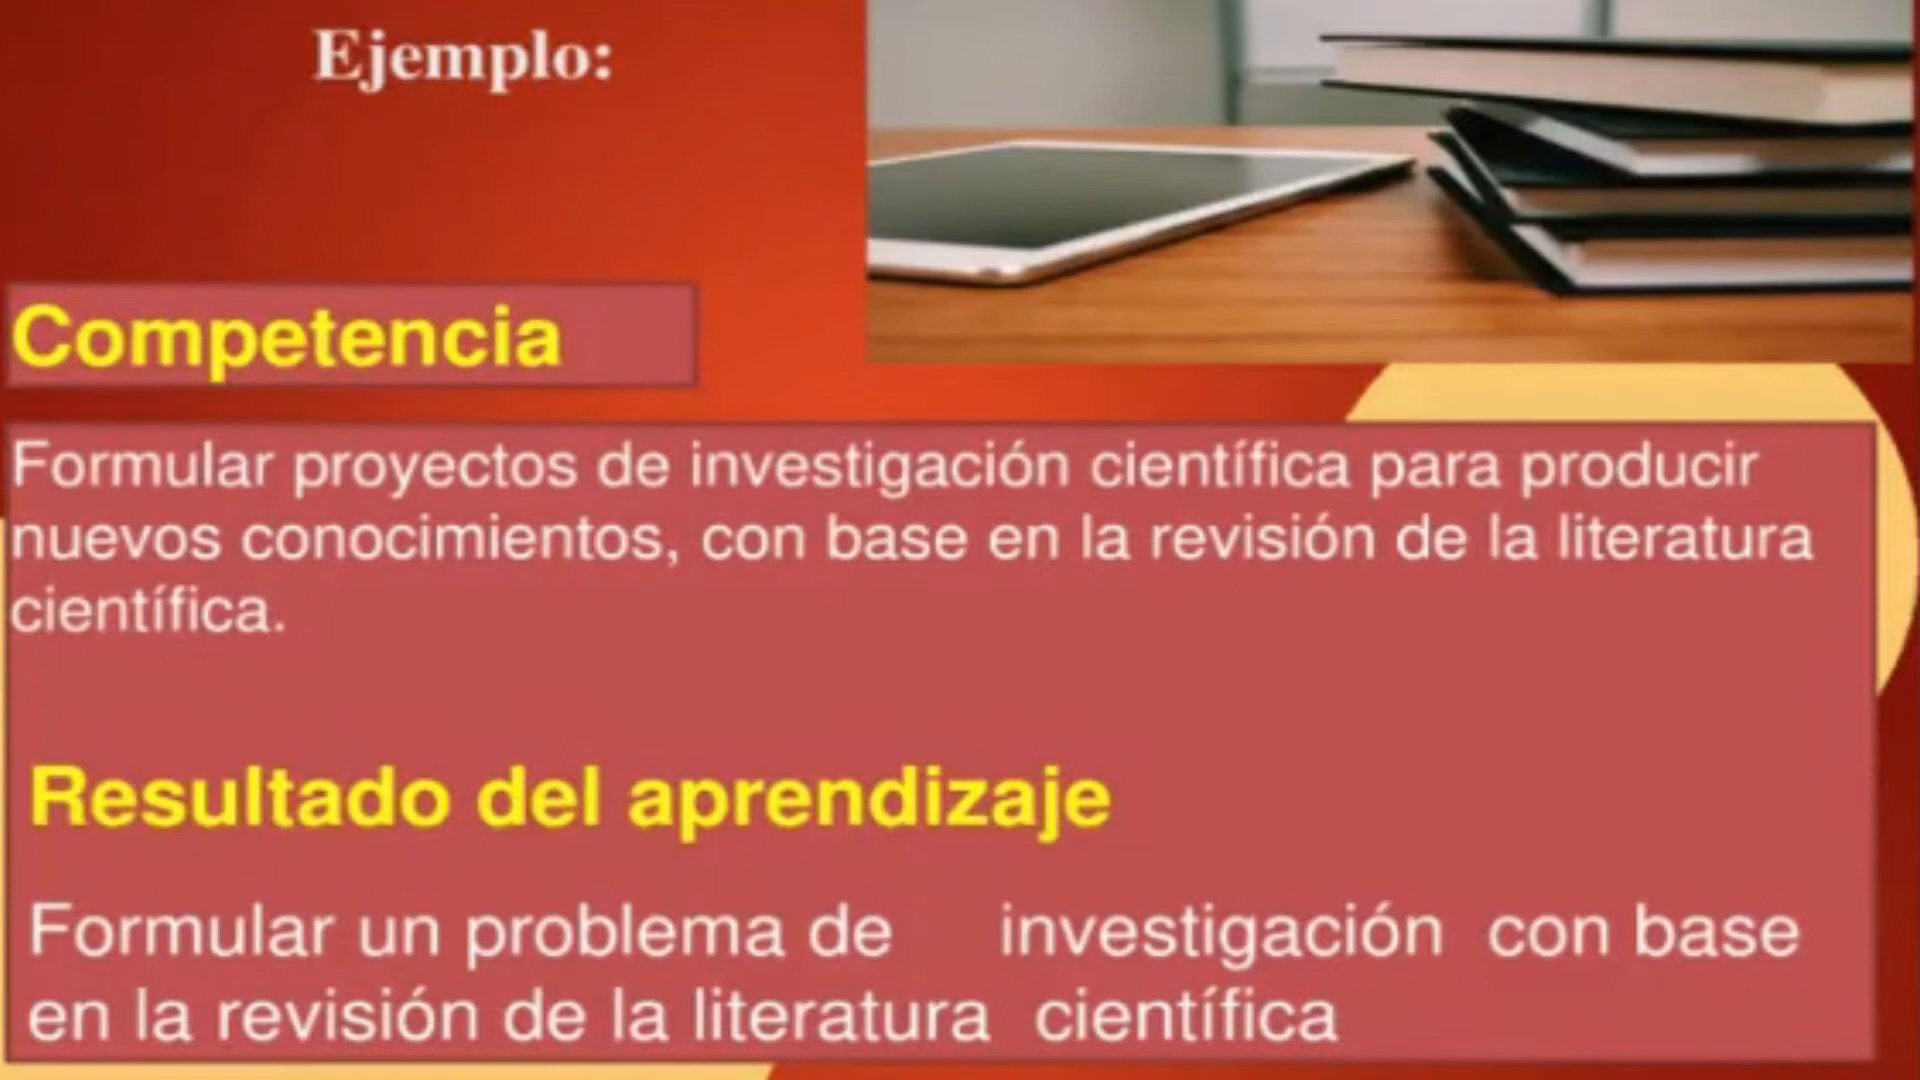 Ejemplo:
Competencia
Formular proyectos de investigación científica para producir
nuevos conocimientos, con base en la revisión de la literatura
científica.
Resultado del aprendizaje
Formular un problema de investigación con base
en la revisión de la literatura científica